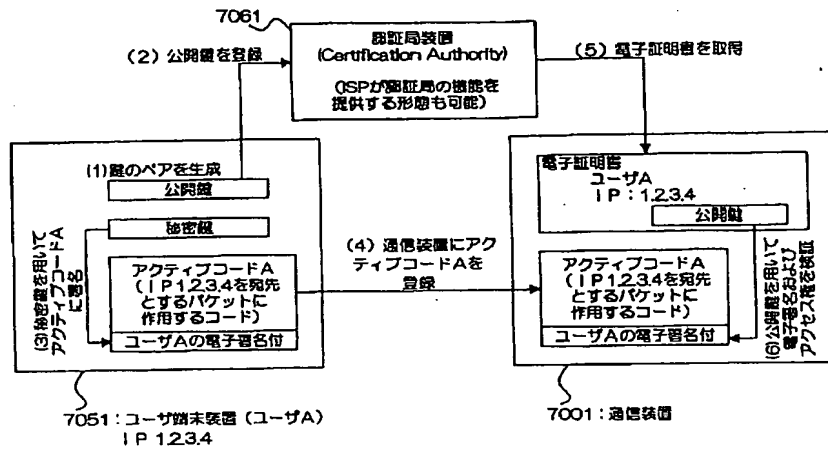 7061
認証局装置
(Certification Authority)
(ISPが認証局の機能を
提供する形態も可能)
(2) 公開鍵を登録
(5) 電子証明書を取得
(1)鍵のペアを生成
公開鍵
秘密鍵
(3)秘密鍵を用いて
アクティブコードA
に署名
アクティブコードA
(IP1.2.3.4を宛先
とするパケットに
作用するコード)
ユーザAの電子署名付
(4) 通信装置にアク
ティブコードAを
登録
電子証明書
ユーザA
IP:1.2.3.4
公開鍵
アクティブコードA
(IP1.2.3.4を宛先
とするパケットに
作用するコード)
ユーザAの電子署名付
(6)公開鍵を用いて
電子署名および
アクセス権を検証
7051:ユーザ端末装置(ユーザA)
IP 1.2.3.4
7001:通信装置